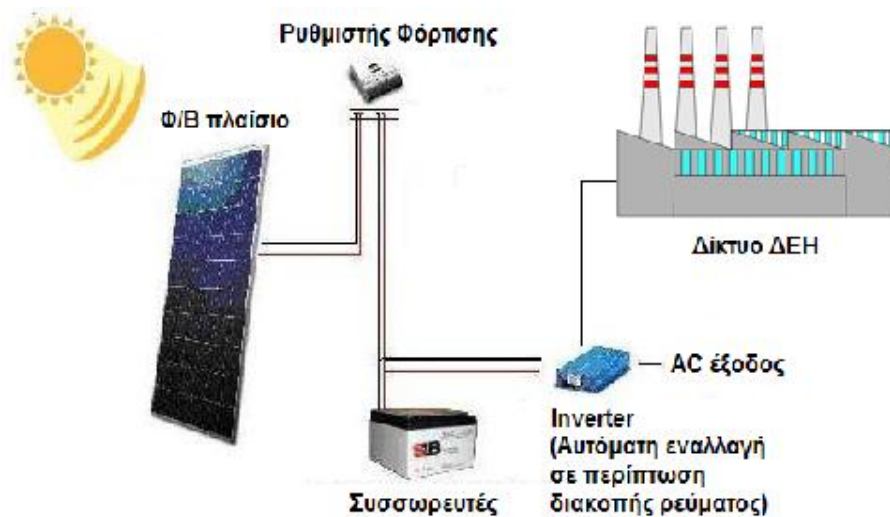 Ρυθμιστής Φόρτισης
Φ/Β πλαίσιο
Δίκτυο ΔΕΗ
AC έξοδος
Inverter
(Αυτόματη εναλλαγή
σε περίπτωση
διακοπής ρεύματος)
Συσσωρευτές